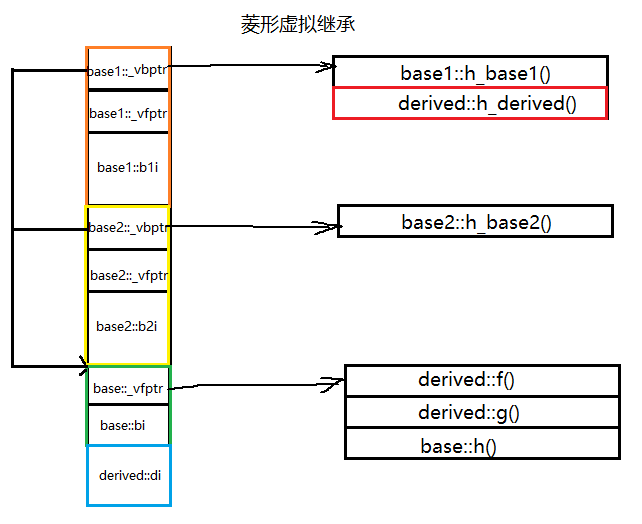 菱形虚拟继承
base1::_vbptr
base1::_vfptr
base1::b1i
base2::_vbptr
base2::_vfptr
base2::b2i
base::_vfptr
base::bi
derived::di
base1::h_base1()
derived::h_derived()
base2::h_base2()
derived::f()
derived::g()
base::h()